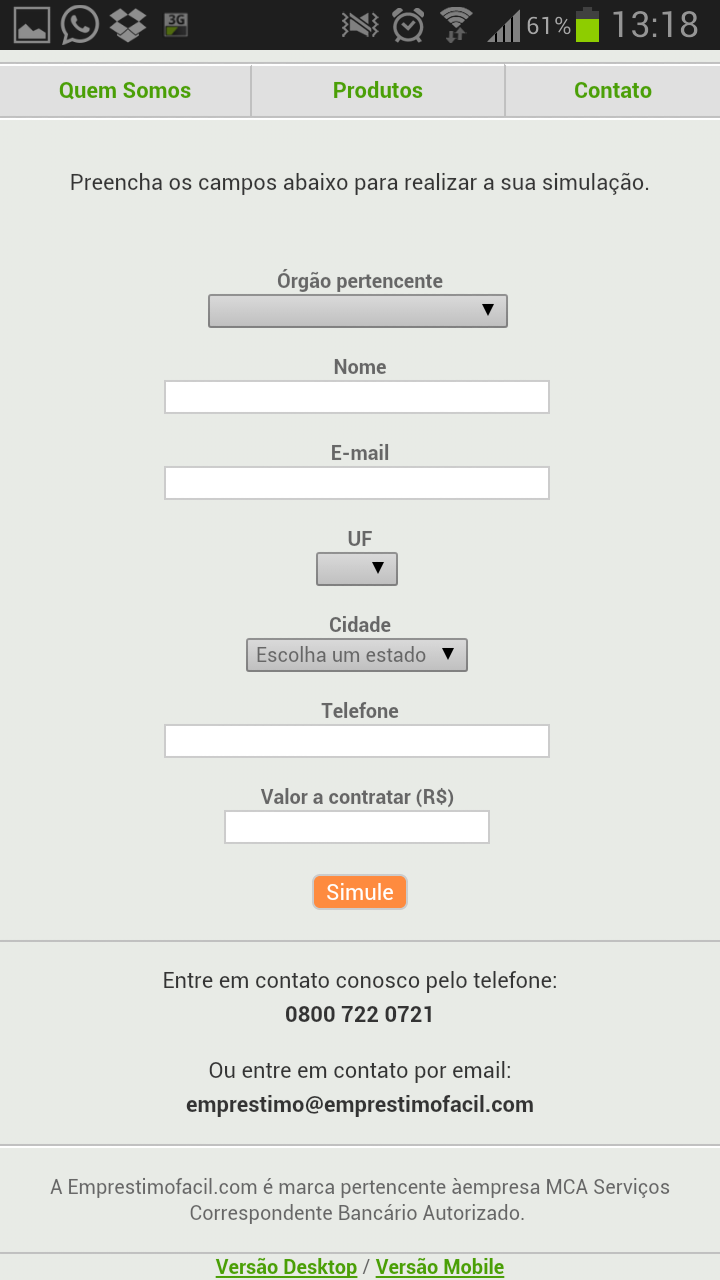 3G
61%
13:18
Quem Somos
Produtos
Contato
Preencha os campos abaixo para realizar a sua simulação.
Órgão pertencente
Nome
E-mail
UF
Cidade
Escolha um estado
Telefone
Valor a contratar (R$)
Simule
Entre em contato conosco pelo telefone:
0800 722 0721
Ou entre em contato por email:
emprestimo@emprestimofacil.com
A Emprestimofacil.com é marca pertencente àempresa MCA Serviços
Correspondente Bancário Autorizado.
Versão Desktop / Versão Mobile